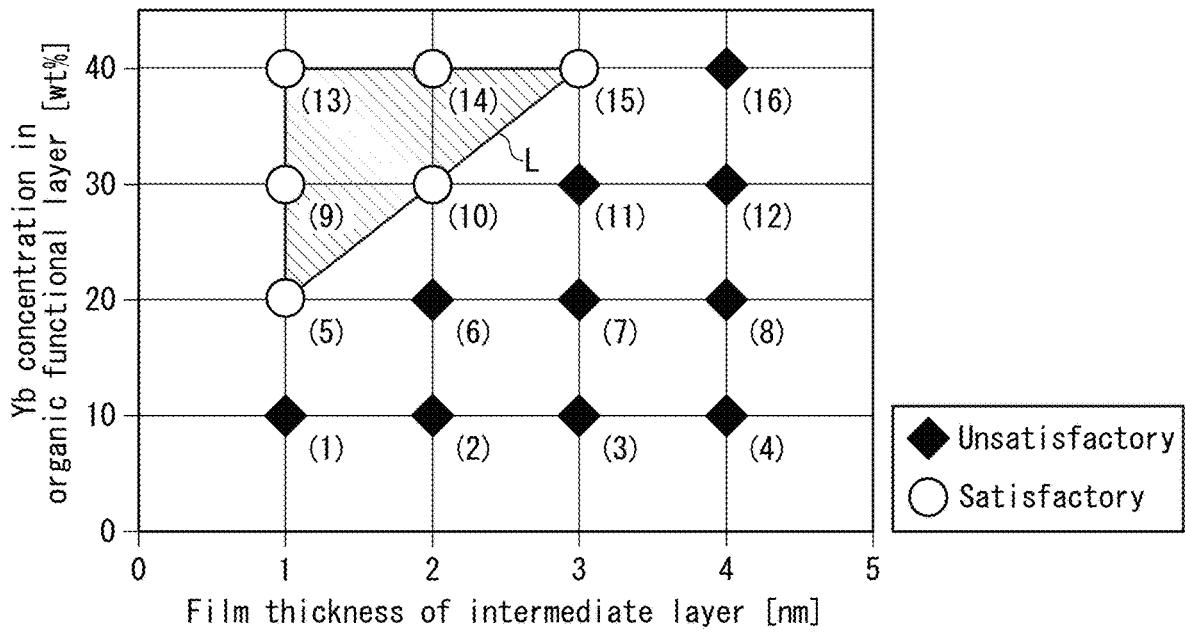 Yb concentration in
organic functional layer [wt%]
40
30
20
10
0
(13) (14) (15) (16)
L
(9) (10) (11) (12)
(5) (6) (7) (8)
(1) (2) (3) (4)
0 1 2 3 4 5
Film thickness of intermediate layer [nm]
Unsatisfactory
Satisfactory